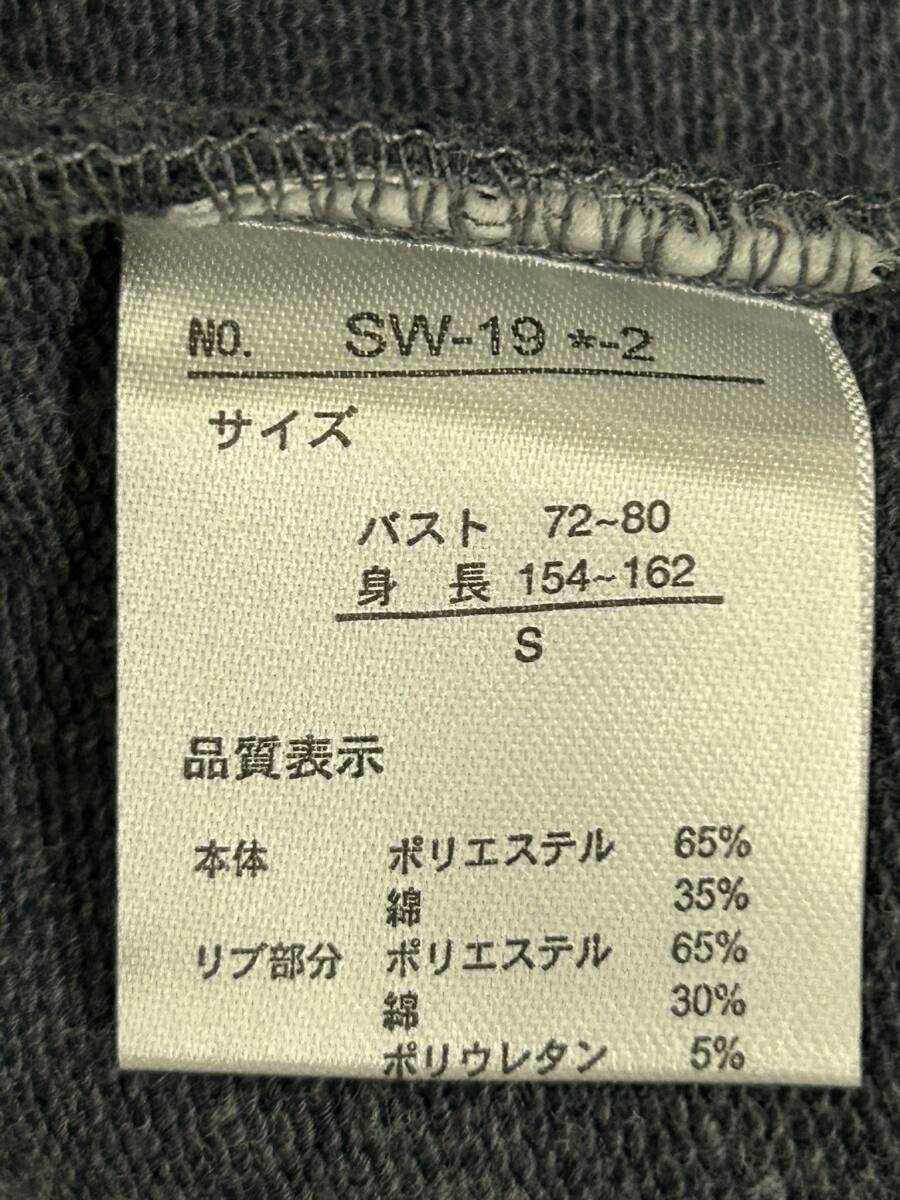 NO. SW-19 *-2
サイズ
バスト 72~80
身 長 154~162
S
品質表示
本体 ポリエステル 65%
綿 35%
リブ部分 ポリエステル 65%
綿 30%
ポリウレタン 5%